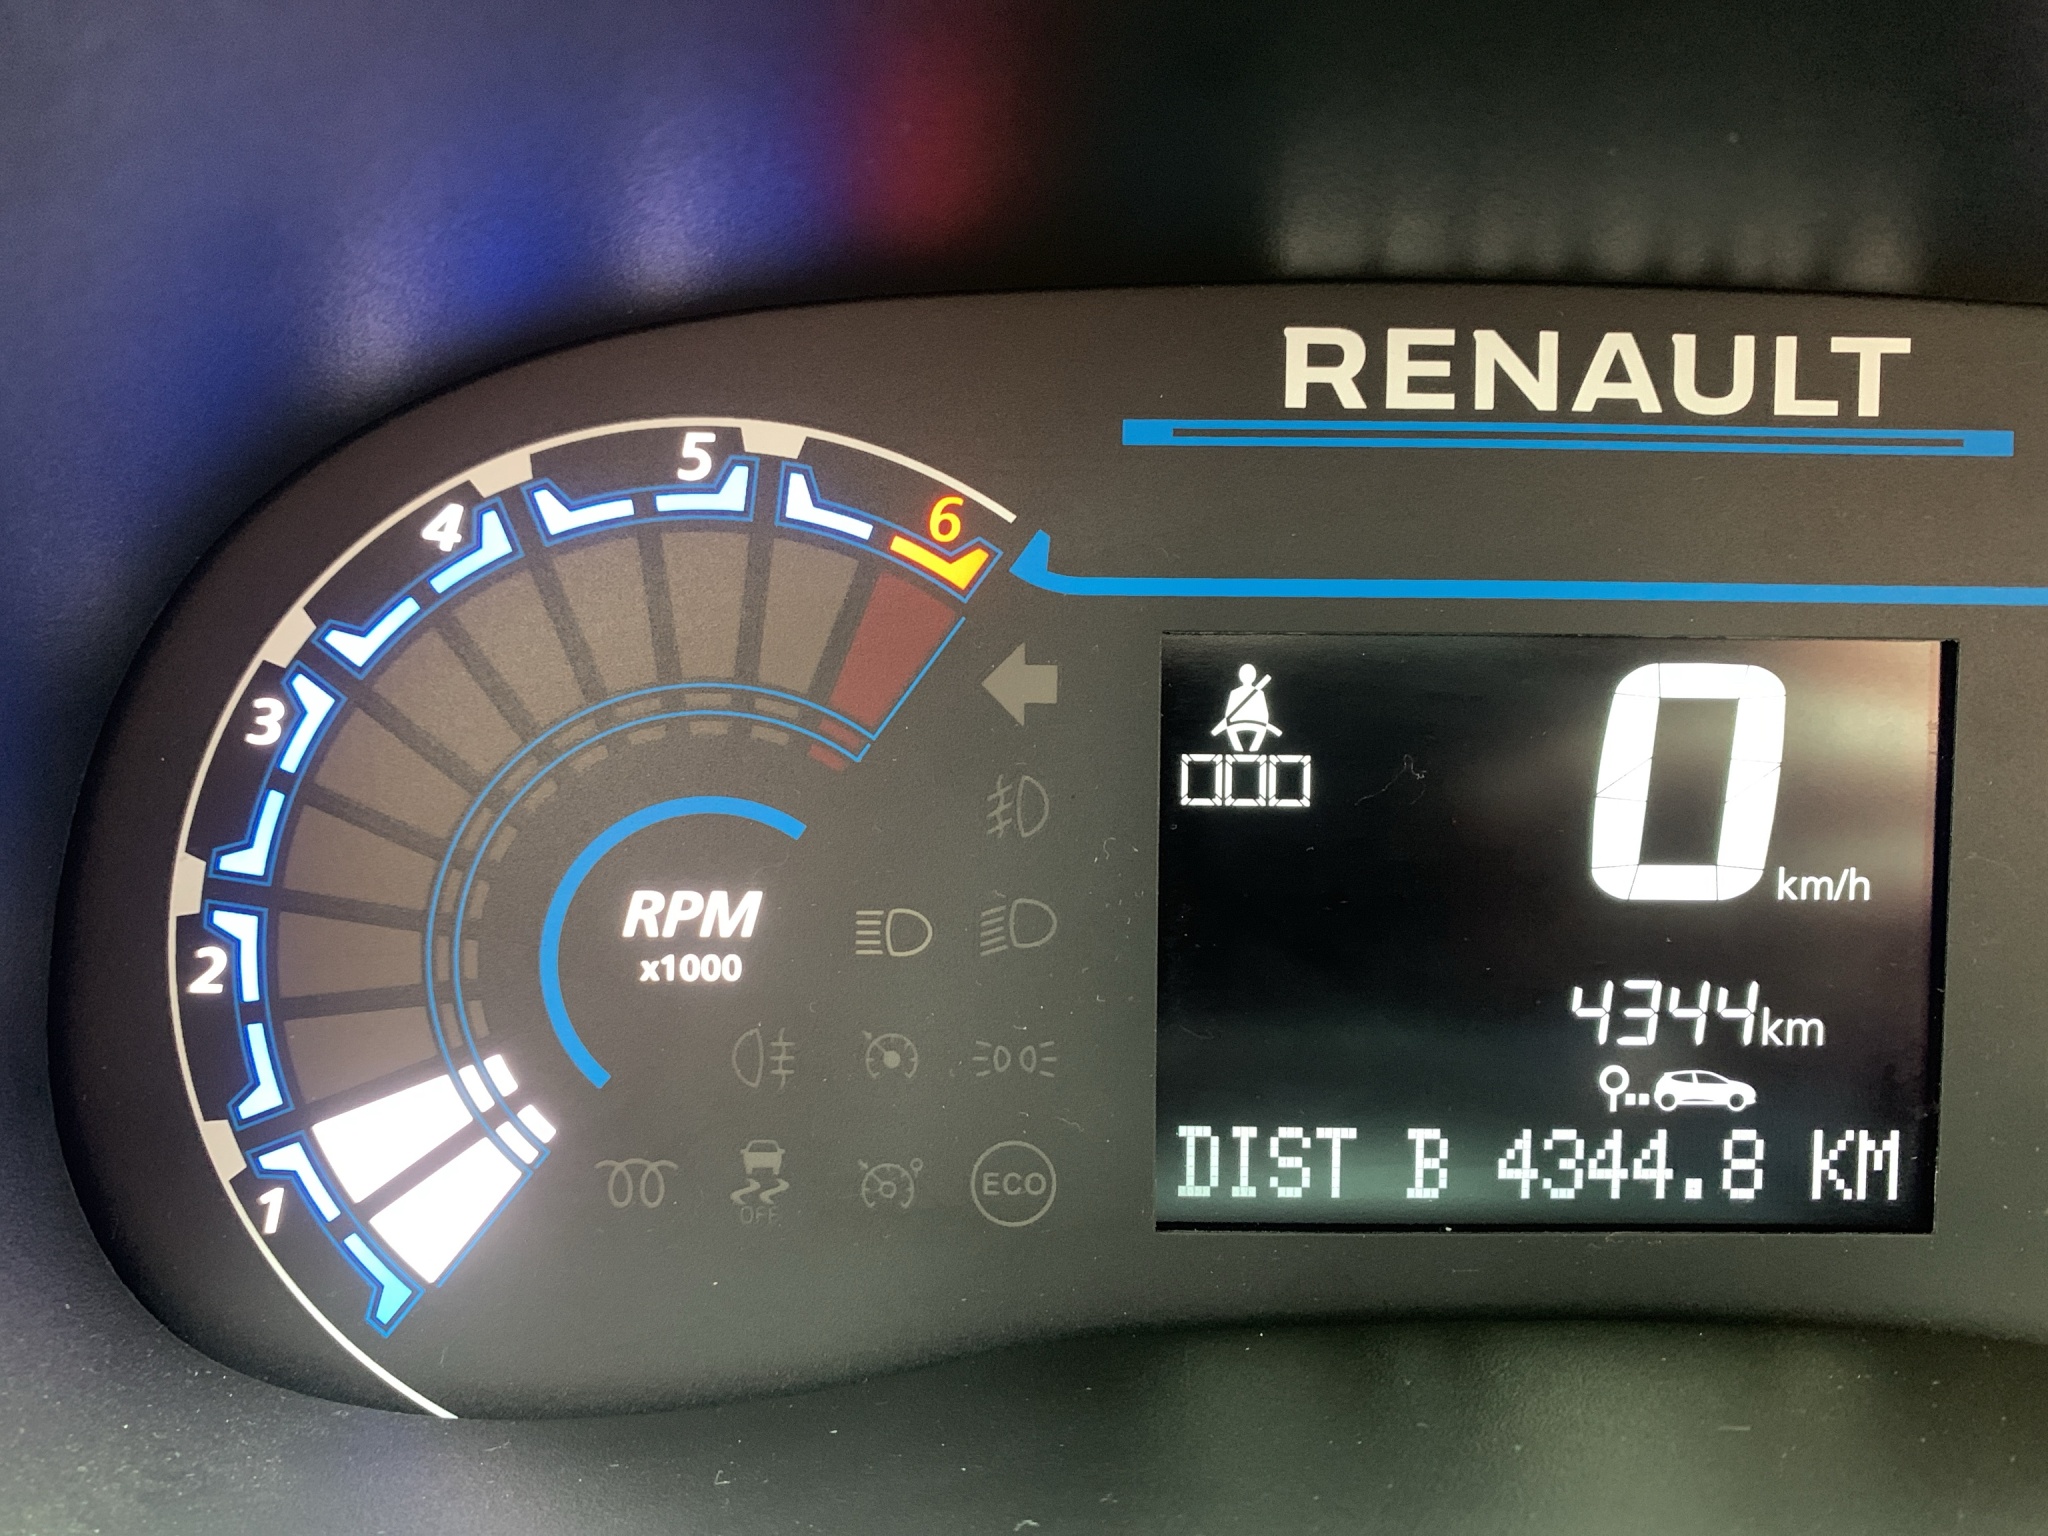 RENAULT
1
2
3
4
5
6
RPM
x1000
OFF
ECO
0 km/h
4344km
DIST B 4344.8 KM